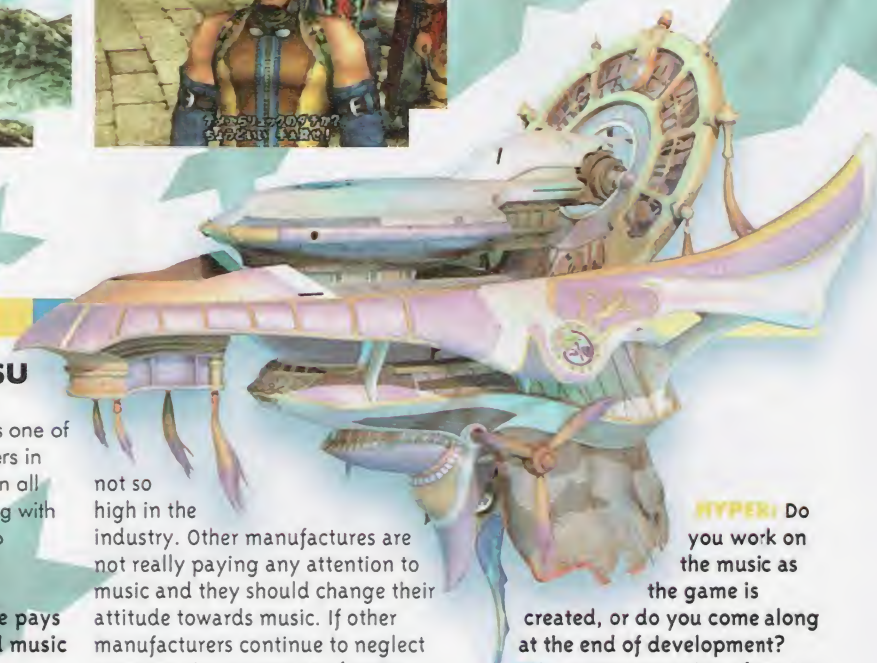 SU
s one of
ers in
n all
g with
o
e pays
d music
not so
high in the
industry. Other manufactures are
not really paying any attention to
music and they should change their
attitude towards music. If other
manufacturers continue to neglect
HYPER: Do
you work on
the music as
the game is
created, or do you come along
at the end of development?